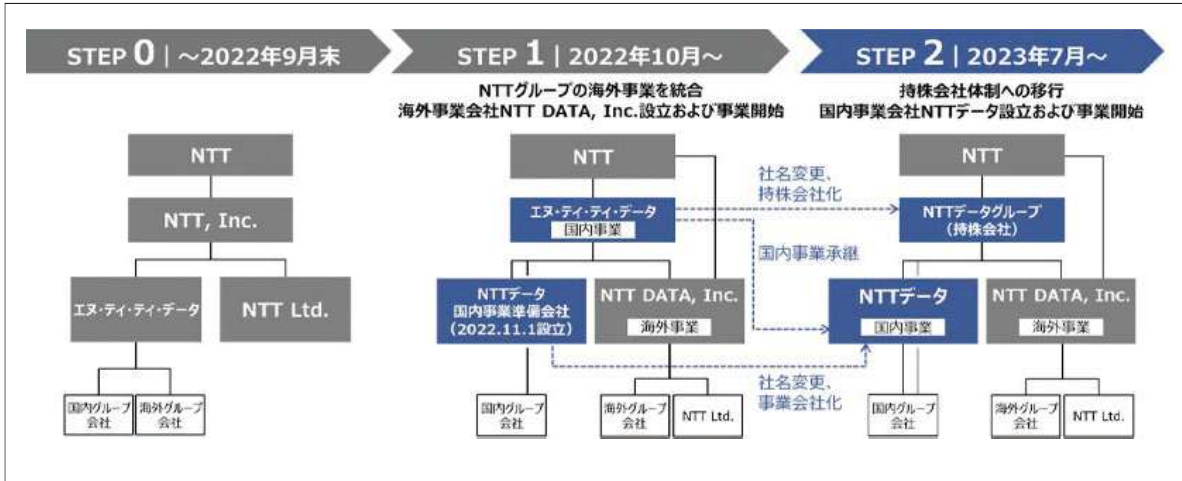 STEP 0 | ～2022年9月末
STEP 1 | 2022年10月～
STEP 2 | 2023年7月～
NTTグループの海外事業を統合
海外事業会社NTT DATA, Inc.設立および事業開始
持株会社体制への移行
国内事業会社NTTデータ設立および事業開始
NTT
NTT, Inc.
エヌ・ティ・ティ・データ
NTT Ltd.
国内グループ
会社
海外グループ
会社
NTT
エヌ・ティ・ティ・データ
国内事業
NTTデータ
国内事業準備会社
（2022.11.1設立）
NTT DATA, Inc.
海外事業
国内グループ
会社
海外グループ
会社
NTT Ltd.
社名変更、
持株会社化
国内事業承継
社名変更、
事業会社化
NTT
NTTデータグループ
（持株会社）
NTTデータ
国内事業
NTT DATA, Inc.
海外事業
国内グループ
会社
海外グループ
会社
NTT Ltd.